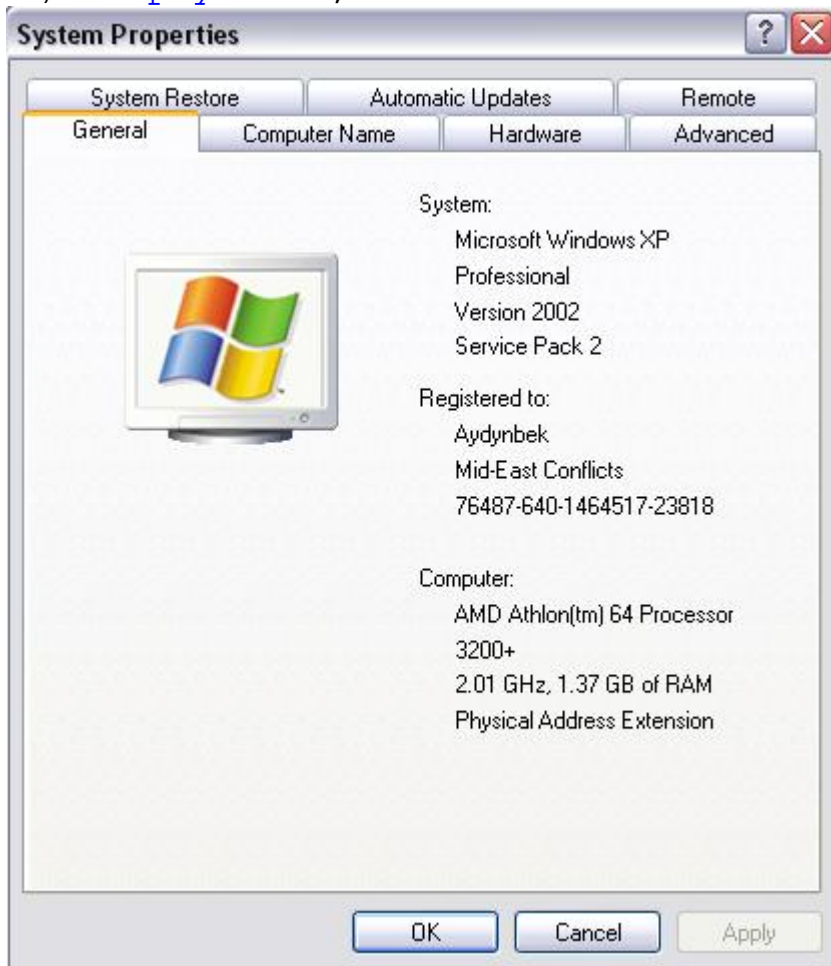 System Properties
System Restore Automatic Updates Remote
General Computer Name Hardware Advanced
System:
Microsoft Windows XP
Professional
Version 2002
Service Pack 2
Registered to:
Aydynbek
Mid-East Conflicts
76487-640-1464517-23818
Computer:
AMD Athlon(tm) 64 Processor
3200+
2.01 GHz, 1.37 GB of RAM
Physical Address Extension
OK Cancel Apply